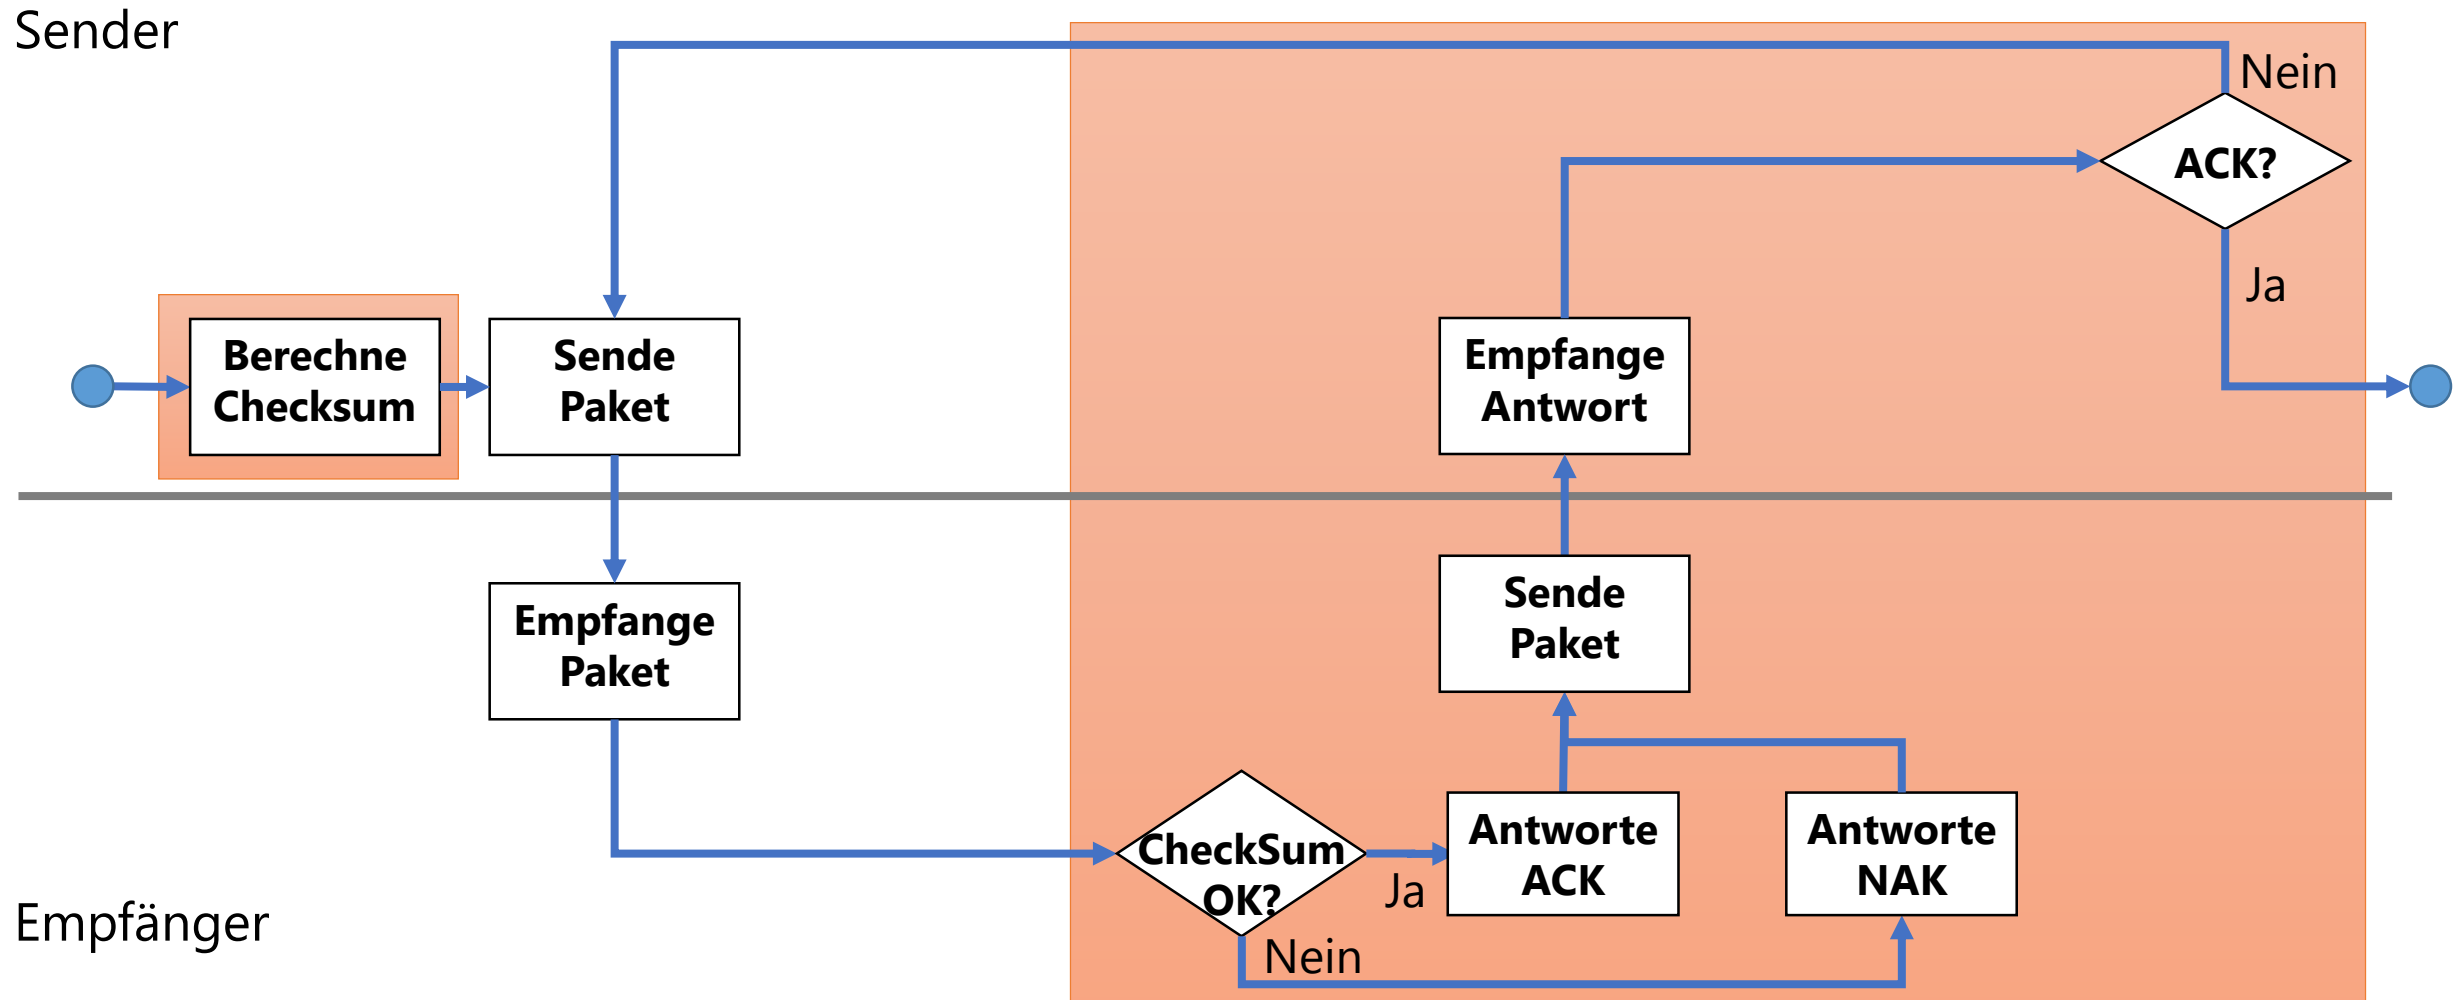 Sender
Nein
ACK?
Ja
Berechne
Checksum
Sende
Paket
Empfange
Antwort
Empfange
Paket
Sende
Paket
CheckSum
OK?
Ja
Antworte
ACK
Antworte
NAK
Nein
Empfänger